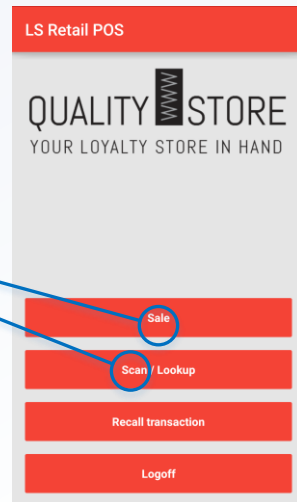 LS Retail POS
QUALITY STORE
YOUR LOYALTY STORE IN HAND
Sale
Scan / Lookup
Recall transaction
Logoff